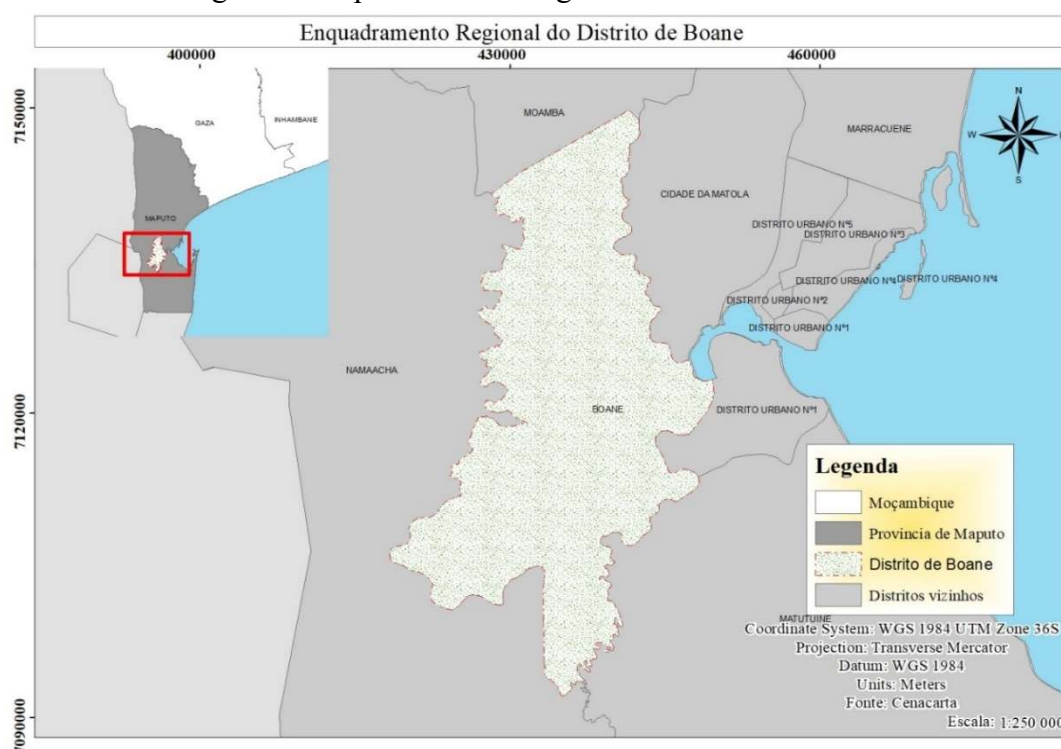 Enquadramento Regional do Distrito de Boane
400000
430000
460000
7150000
7120000
7090000
GAZA
INHAMBANE
MAPUTO
MOAMBA
MARRACUENE
CIDADE DA MATOLA
DISTRITO URBANO Nº5
DISTRITO URBANO Nº3
DISTRITO URBANO Nº4
DISTRITO URBANO Nº4
DISTRITO URBANO Nº2
DISTRITO URBANO Nº1
NAMAACHA
BOANE
DISTRITO URBANO Nº1
MATUTUINE
N
W
S
Legenda
Moçambique
Provincia de Maputo
Distrito de Boane
Distritos vizinhos
Coordinate System: WGS 1984 UTM Zone 36S
Projection: Transverse Mercator
Datum: WGS 1984
Units: Meters
Fonte: Cenacarta
Escala: 1:250 000